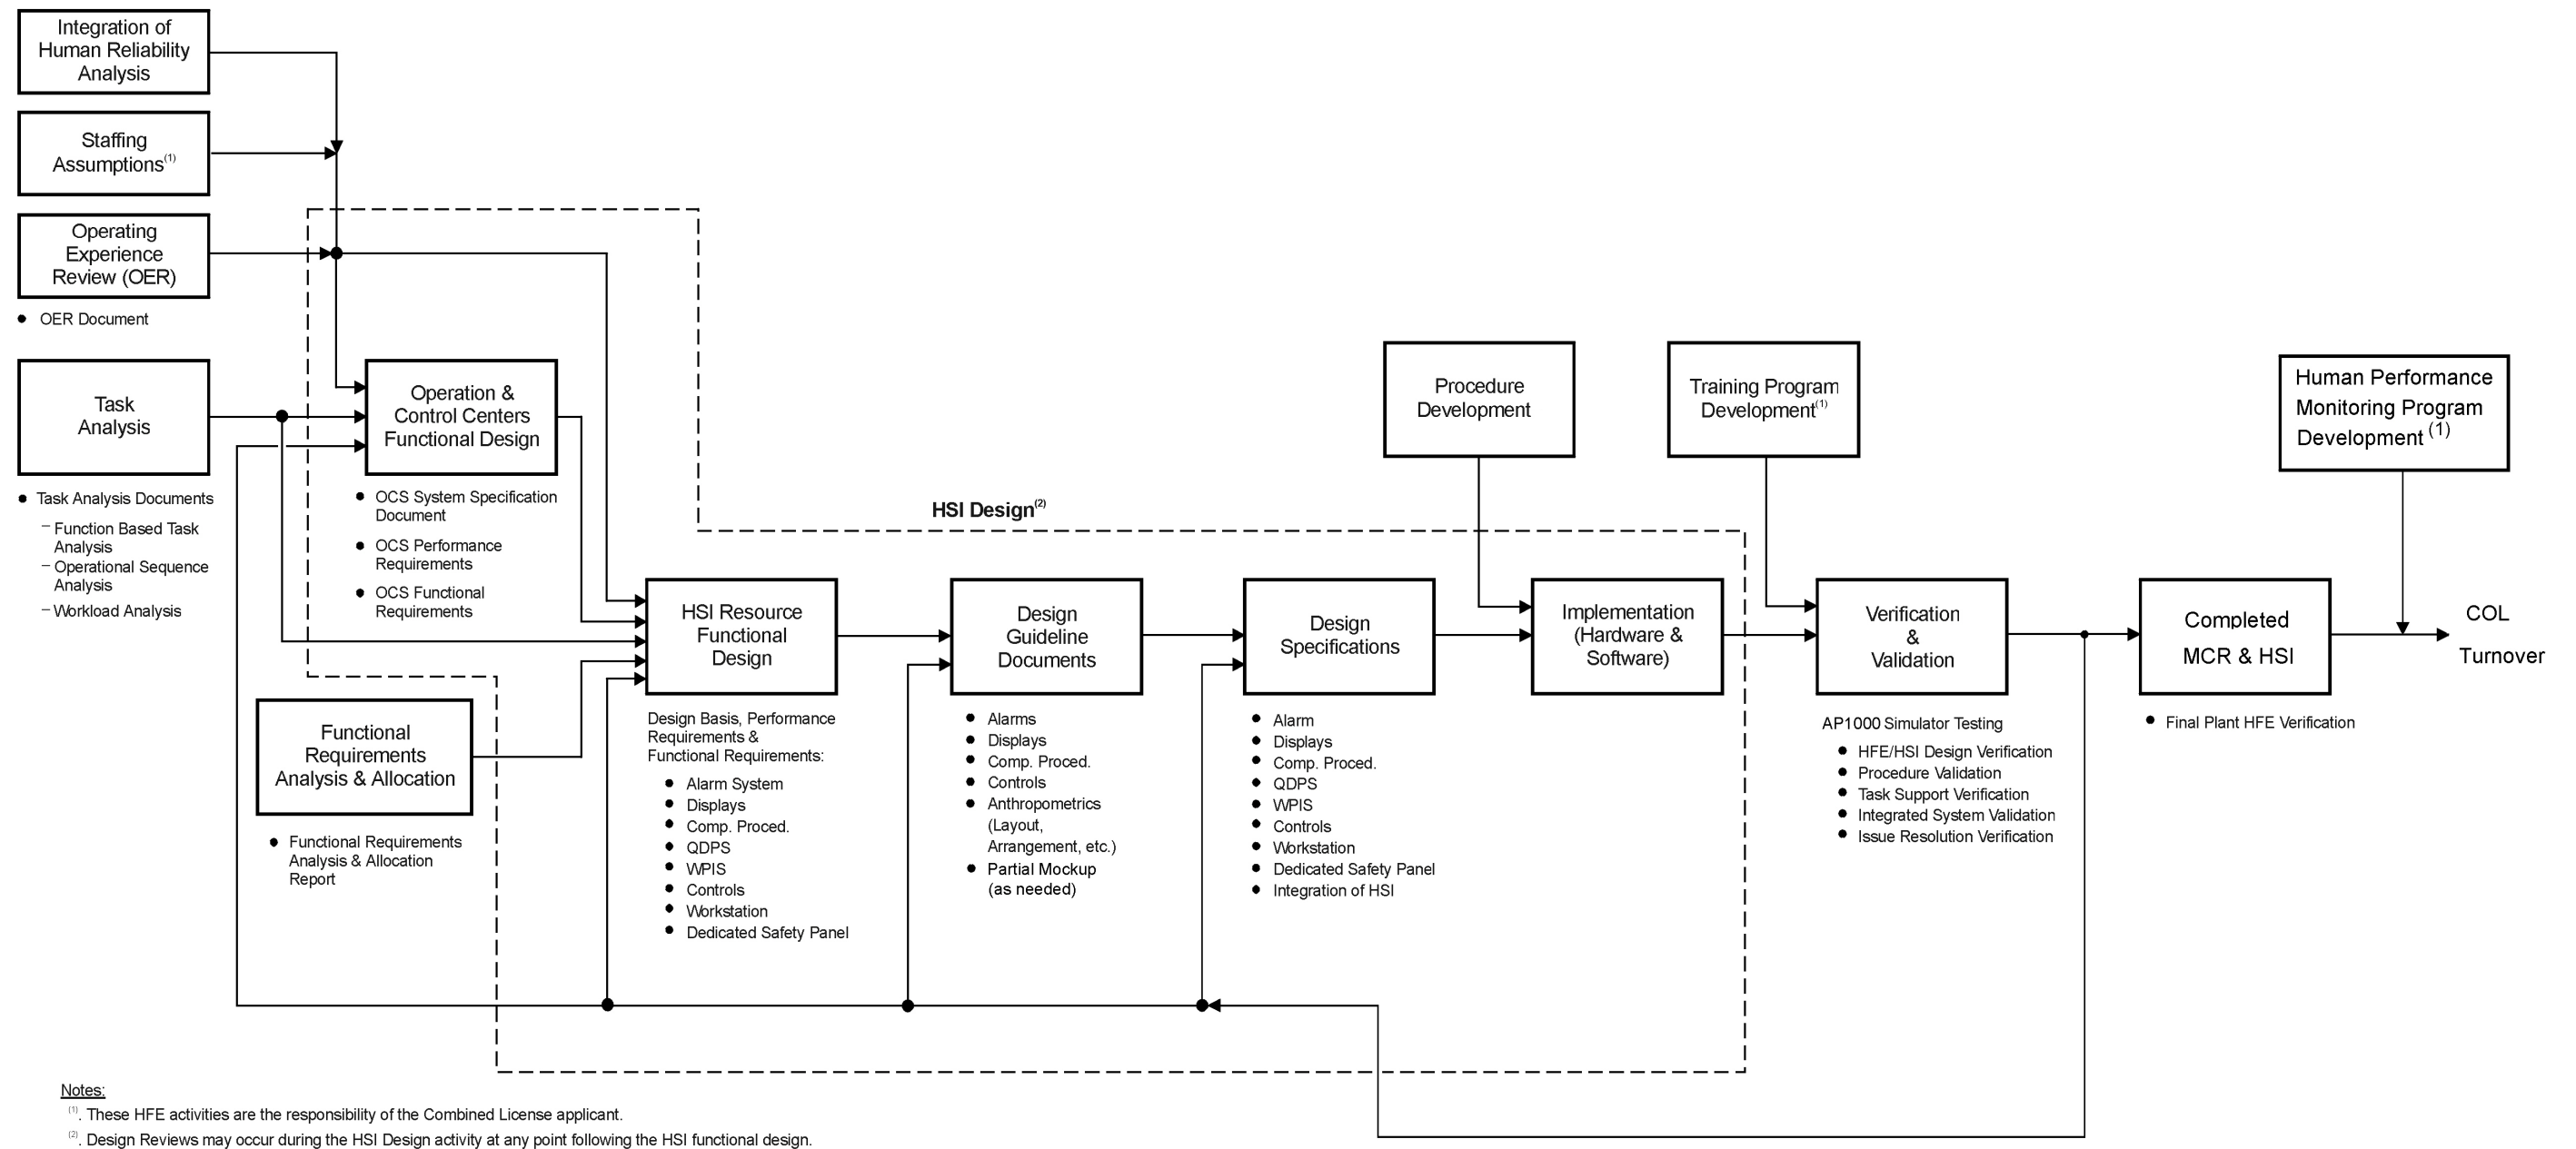 Integration of
Human Reliability
Analysis
Staffing
Assumptions(1)
Operating
Experience
Review (OER)
● OER Document
Task
Analysis
● Task Analysis Documents
– Function Based Task
Analysis
– Operational Sequence
Analysis
– Workload Analysis
Operation &
Control Centers
Functional Design
● OCS System Specification
Document
● OCS Performance
Requirements
● OCS Functional
Requirements
Functional
Requirements
Analysis & Allocation
● Functional Requirements
Analysis & Allocation
Report
HSI Design(2)
HSI Resource
Functional
Design
Design Basis, Performance
Requirements &
Functional Requirements:
● Alarm System
● Displays
● Comp. Proced.
● QDPS
● WPIS
● Controls
● Workstation
● Dedicated Safety Panel
Design
Guideline
Documents
● Alarms
● Displays
● Comp. Proced.
● Controls
● Anthropometrics
(Layout,
Arrangement, etc.)
● Partial Mockup
(as needed)
Design
Specifications
● Alarm
● Displays
● Comp. Proced.
● QDPS
● WPIS
● Controls
● Workstation
● Dedicated Safety Panel
● Integration of HSI
Procedure
Development
Implementation
(Hardware &
Software)
Training Program
Development(1)
Verification
&
Validation
AP1000 Simulator Testing
● HFE/HSI Design Verification
● Procedure Validation
● Task Support Verification
● Integrated System Validation
● Issue Resolution Verification
Human Performance
Monitoring Program
Development (1)
Completed
MCR & HSI
● Final Plant HFE Verification
COL
Turnover
Notes:
(1). These HFE activities are the responsibility of the Combined License applicant.
(2). Design Reviews may occur during the HSI Design activity at any point following the HSI functional design.